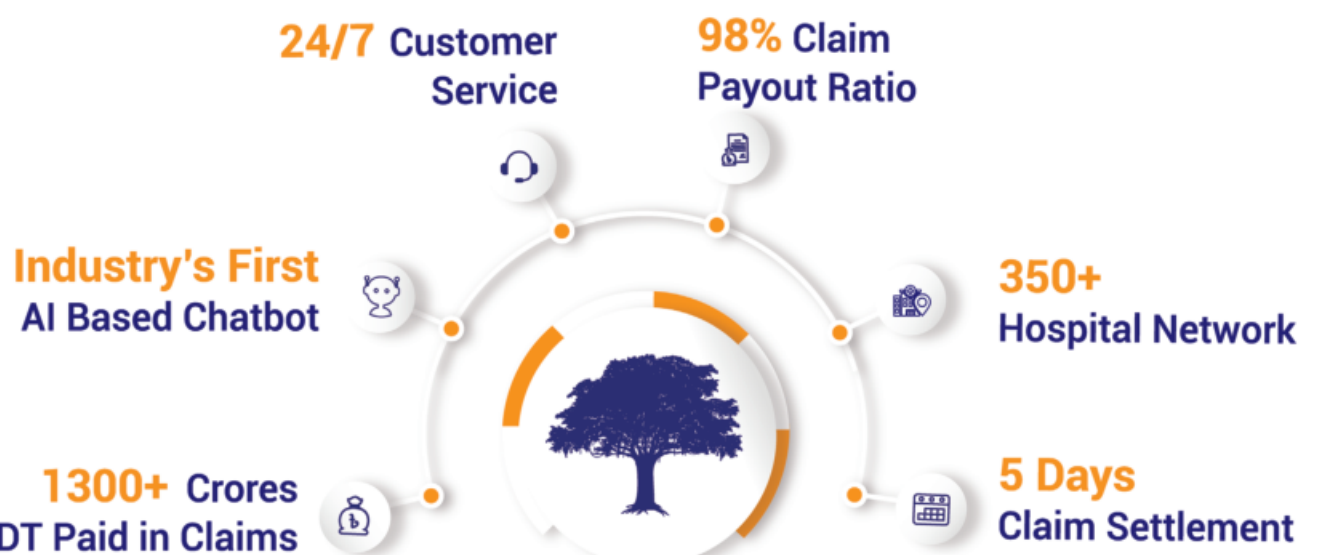 24/7 Customer
Service
98% Claim
Payout Ratio
Industry's First
AI Based Chatbot
350+
Hospital Network
1300+ Crores
DT Paid in Claims
5 Days
Claim Settlement